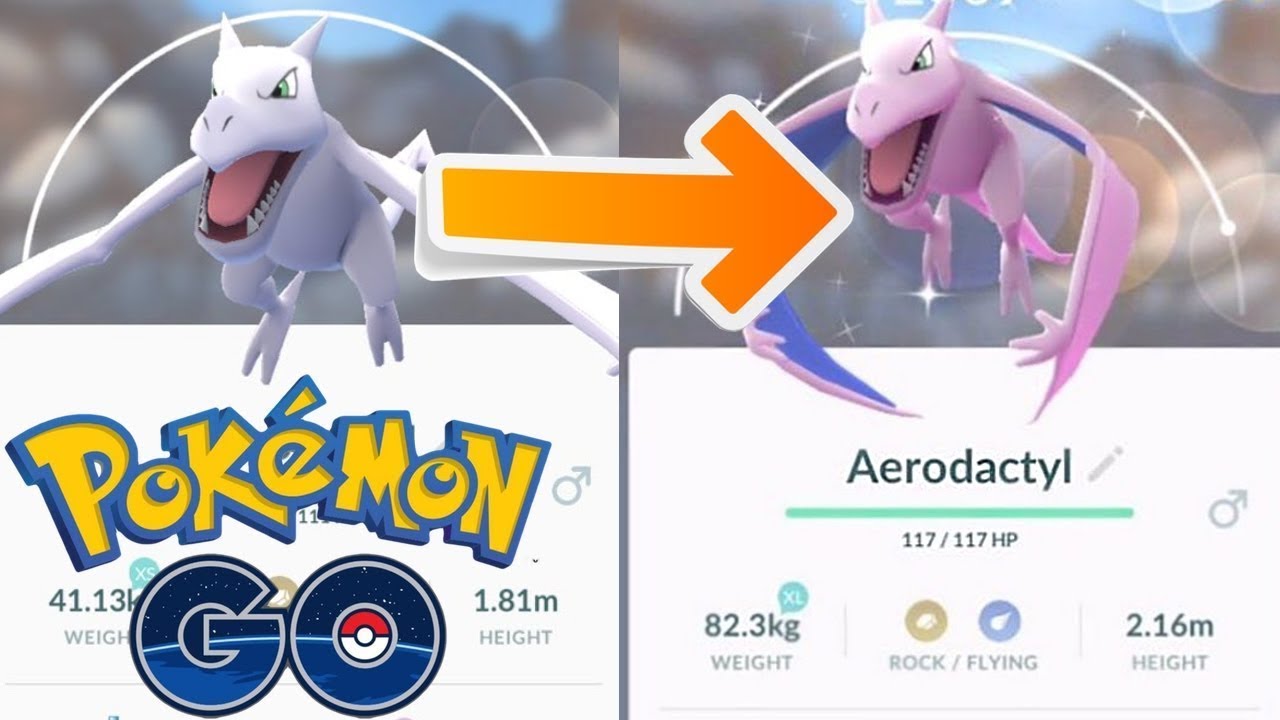 POKéMON
GO
XS
41.13k
WEIGH
1.81m
HEIGHT
Aerodactyl
117 / 117 HP
XL
82.3kg
WEIGHT
ROCK / FLYING
2.16m
HEIGHT